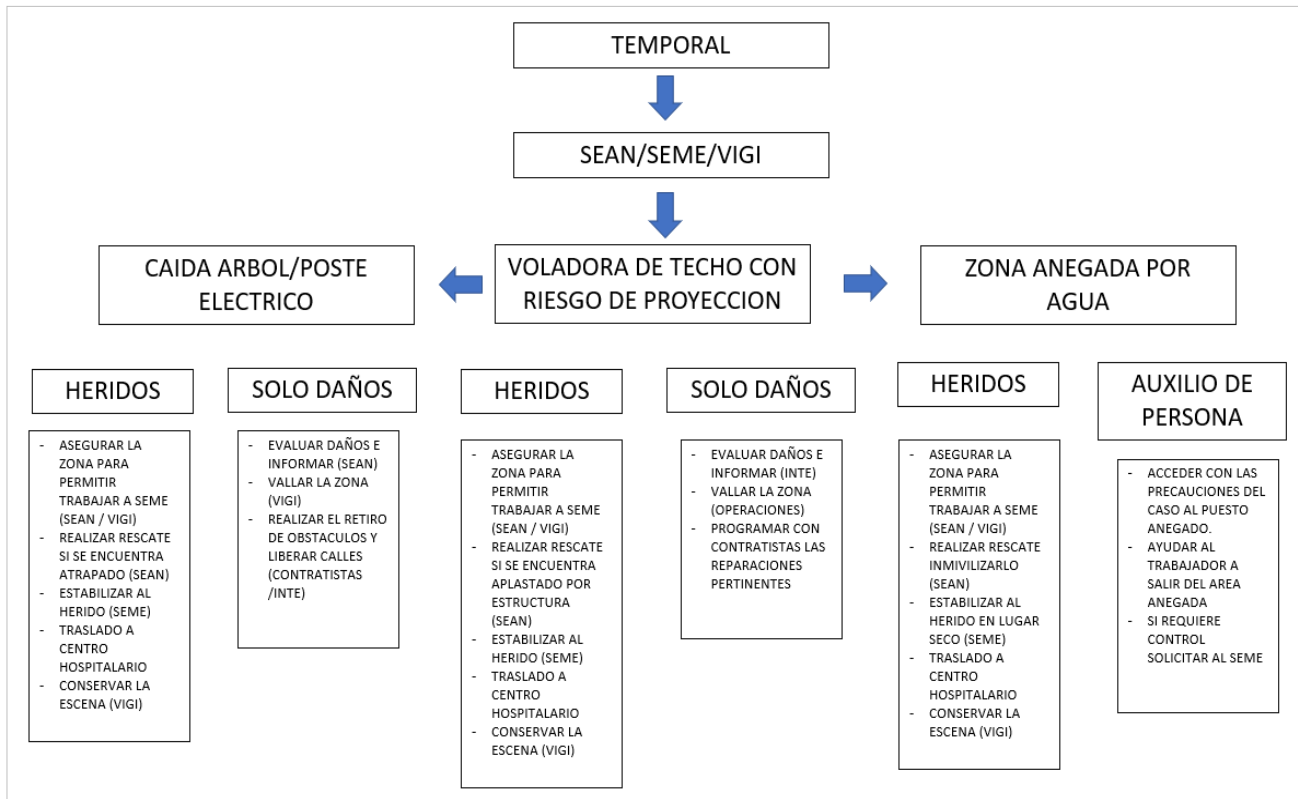 TEMPORAL
SEAN/SEME/VIGI
CAIDA ARBOL/POSTE
ELECTRICO
VOLADORA DE TECHO CON
RIESGO DE PROYECCION
ZONA ANEGADA POR
AGUA
HERIDOS
- ASEGURAR LA
ZONA PARA
PERMITIR
TRABAJAR A SEME
(SEAN / VIGI)
- REALIZAR RESCATE
SI SE ENCUENTRA
ATRAPADO (SEAN)
- ESTABILIZAR AL
HERIDO (SEME)
- TRASLADO A
CENTRO
HOSPITALARIO
- CONSERVAR LA
ESCENA (VIGI)
SOLO DAÑOS
- EVALUAR DAÑOS E
INFORMAR (SEAN)
- VALLAR LA ZONA
(VIGI)
- REALIZAR EL RETIRO
DE OBSTACULOS Y
LIBERAR CALLES
(CONTRATISTAS
/INTE)
HERIDOS
- ASEGURAR LA
ZONA PARA
PERMITIR
TRABAJAR A SEME
(SEAN / VIGI)
- REALIZAR RESCATE
SI SE ENCUENTRA
APLASTADO POR
ESTRUCTURA
(SEAN)
- ESTABILIZAR AL
HERIDO (SEME)
- TRASLADO A
CENTRO
HOSPITALARIO
- CONSERVAR LA
ESCENA (VIGI)
SOLO DAÑOS
- EVALUAR DAÑOS E
INFORMAR (INTE)
- VALLAR LA ZONA
(OPERACIONES)
- PROGRAMAR CON
CONTRATISTAS LAS
REPARACIONES
PERTINENTES
HERIDOS
- ASEGURAR LA
ZONA PARA
PERMITIR
TRABAJAR A SEME
(SEAN / VIGI)
- REALIZAR RESCATE
INMIVILIZARLO
(SEAN)
- ESTABILIZAR AL
HERIDO EN LUGAR
SECO (SEME)
- TRASLADO A
CENTRO
HOSPITALARIO
- CONSERVAR LA
ESCENA (VIGI)
AUXILIO DE
PERSONA
- ACCEDER CON LAS
PRECAUCIONES DEL
CASO AL PUESTO
ANEGADO.
- AYUDAR AL
TRABAJADOR A
SALIR DEL AREA
ANEGADA
- SI REQUIERE
CONTROL
SOLICITAR AL SEME